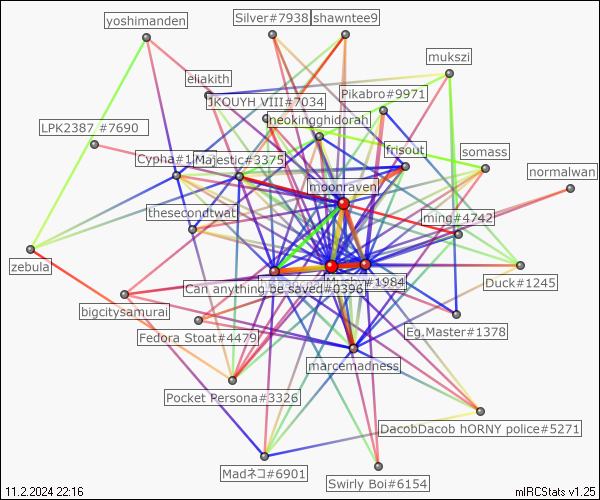 yoshimanden
Silver#7938
shawntee9
mukszi
eliakith
Pikabro#9971
JKOUYH VIII#7034
neokingghidorah
LPK2387 #7690
frisout
somass
Cypha#1
Majestic#3375
normalwan
moonraven
thesecondtwat
ming#4742
zebula
Can anything be saved#0396
#1984
Duck#1245
bigcitysamurai
Fedora Stoat#4479
Eg.Master#1378
marcemadness
Pocket Persona#3326
DacobDacob hORNY police#5271
Madネコ#6901
Swirly Boi#6154
11.2.2024 22:16
mIRCStats v1.25